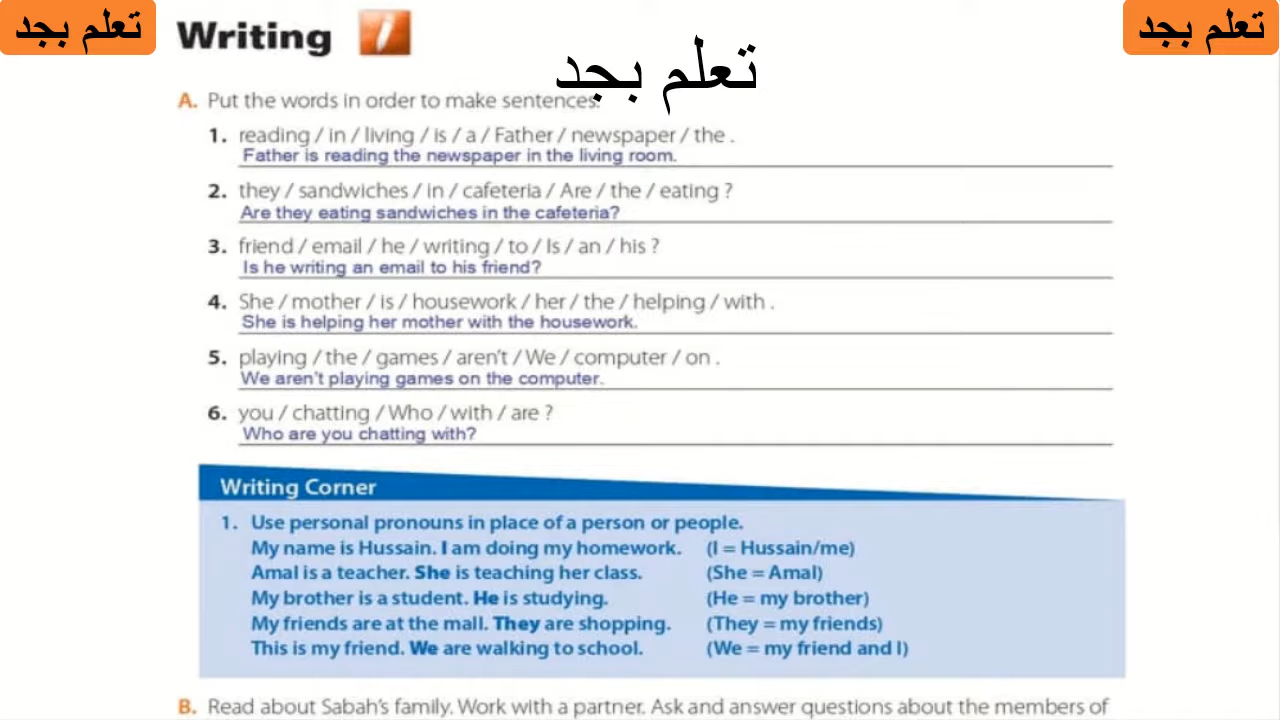 تعلم بجد
Writing
تعلم بجد
تعلم بجد
A. Put the words in order to make sentences.
1. reading / in / living / is / a / Father / newspaper / the .
Father is reading the newspaper in the living room.
2. they / sandwiches / in / cafeteria / Are / the / eating ?
Are they eating sandwiches in the cafeteria?
3. friend / email / he / writing / to / Is / an / his ?
Is he writing an email to his friend?
4. She / mother / is / housework / her / the / helping / with .
She is helping her mother with the housework.
5. playing / the / games / aren't / We / computer / on .
We aren't playing games on the computer.
6. you / chatting / Who / with / are ?
Who are you chatting with?
Writing Corner
1. Use personal pronouns in place of a person or people.
My name is Hussain. I am doing my homework. (I = Hussain/me)
Amal is a teacher. She is teaching her class. (She = Amal)
My brother is a student. He is studying. (He = my brother)
My friends are at the mall. They are shopping. (They = my friends)
This is my friend. We are walking to school. (We = my friend and I)
B. Read about Sabah's family. Work with a partner. Ask and answer questions about the members of